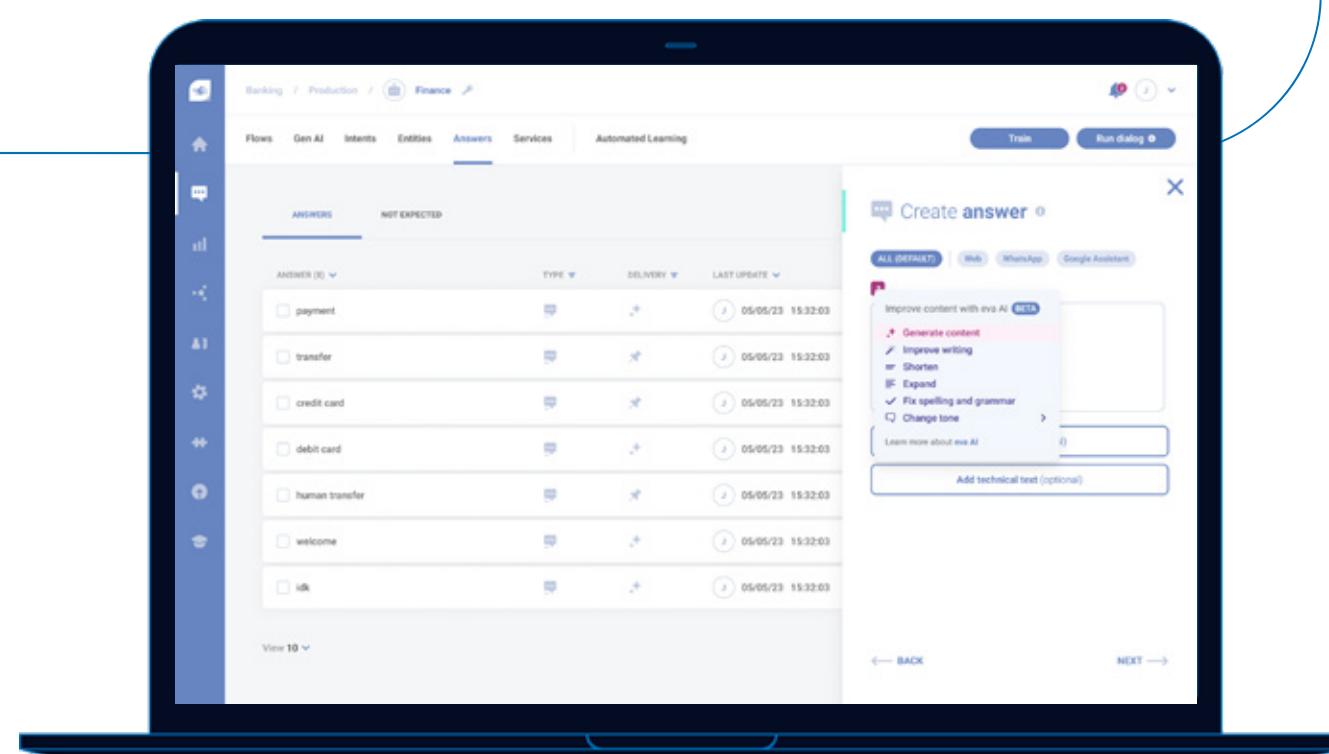 Banking / Production / Finance
Flows Gen AI Intents Entities Answers Services Automated Learning Train Run dialog
ANSWERS NOT EXPECTED
ANSWER (8) TYPE DELIVERY LAST UPDATE
payment J 05/05/23 15:32:03
transfer J 05/05/23 15:32:03
credit card J 05/05/23 15:32:03
debit card J 05/05/23 15:32:03
human transfer J 05/05/23 15:32:03
welcome J 05/05/23 15:32:03
idk J 05/05/23 15:32:03
View 10
Create answer
ALL (DEFAULT) Web WhatsApp Google Assistant
Improve content with eva AI BETA
Generate content
Improve writing
Shorten
Expand
Fix spelling and grammar
Change tone
Learn more about eva AI
Add technical text (optional)
BACK NEXT